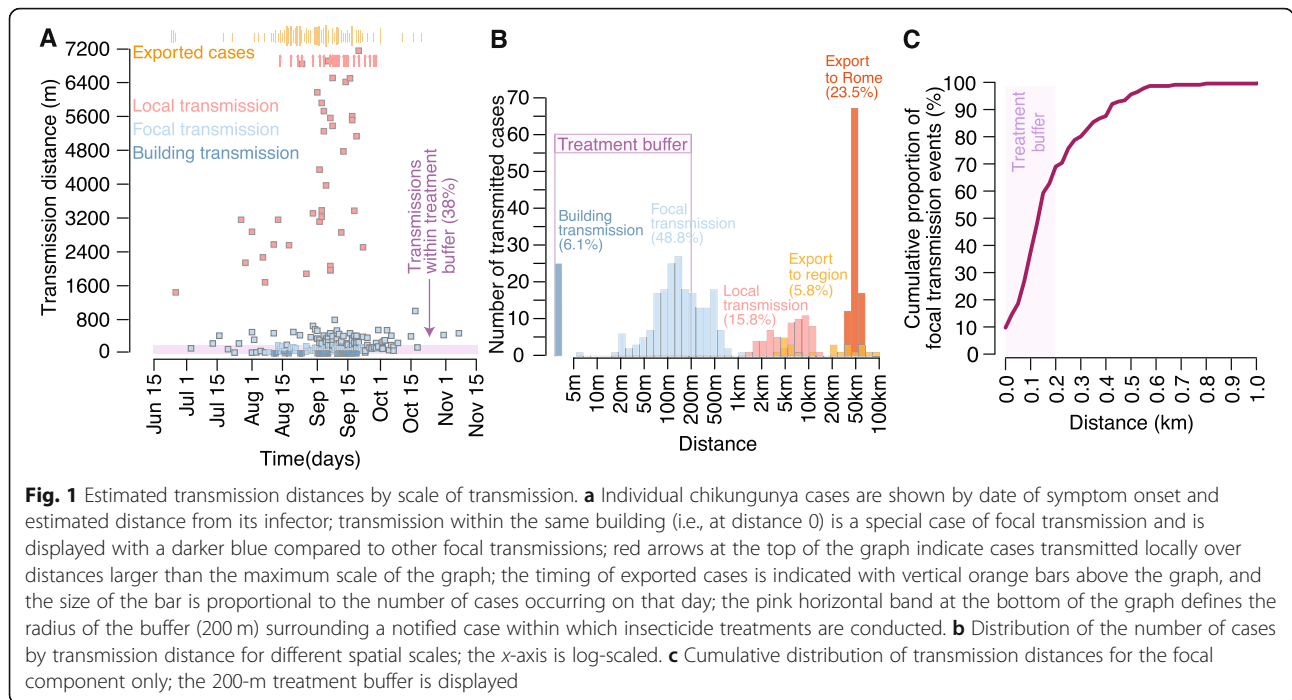 A
Exported cases
Local transmission
Focal transmission
Building transmission
Transmissions
within treatment
buffer (38%)
Transmission distance (m)
7200
6400
5600
4800
4000
3200
2400
1600
800
0
Jun 15
Jul 1
Jul 15
Aug 1
Aug 15
Sep 1
Sep 15
Oct 1
Oct 15
Nov 1
Nov 15
Time(days)
B
Export
to Rome
(23.5%)
Treatment buffer
Building
transmission
(6.1%)
Focal
transmission
(48.8%)
Export
to region
(5.8%)
Local
transmission
(15.8%)
Number of transmitted cases
70
60
50
40
30
20
10
0
5m
10m
20m
50m
100m
200m
500m
1km
2km
5km
10km
20km
50km
100km
Distance
C
Treatment
buffer
Cumulative proportion of
focal transmission events (%)
100
90
80
70
60
50
40
30
20
10
0
0.0
0.1
0.2
0.3
0.4
0.5
0.6
0.7
0.8
0.9
1.0
Distance (km)
Fig. 1 Estimated transmission distances by scale of transmission. a Individual chikungunya cases are shown by date of symptom onset and
estimated distance from its infector; transmission within the same building (i.e., at distance 0) is a special case of focal transmission and is
displayed with a darker blue compared to other focal transmissions; red arrows at the top of the graph indicate cases transmitted locally over
distances larger than the maximum scale of the graph; the timing of exported cases is indicated with vertical orange bars above the graph, and
the size of the bar is proportional to the number of cases occurring on that day; the pink horizontal band at the bottom of the graph defines the
radius of the buffer (200 m) surrounding a notified case within which insecticide treatments are conducted. b Distribution of the number of cases
by transmission distance for different spatial scales; the x-axis is log-scaled. c Cumulative distribution of transmission distances for the focal
component only; the 200-m treatment buffer is displayed